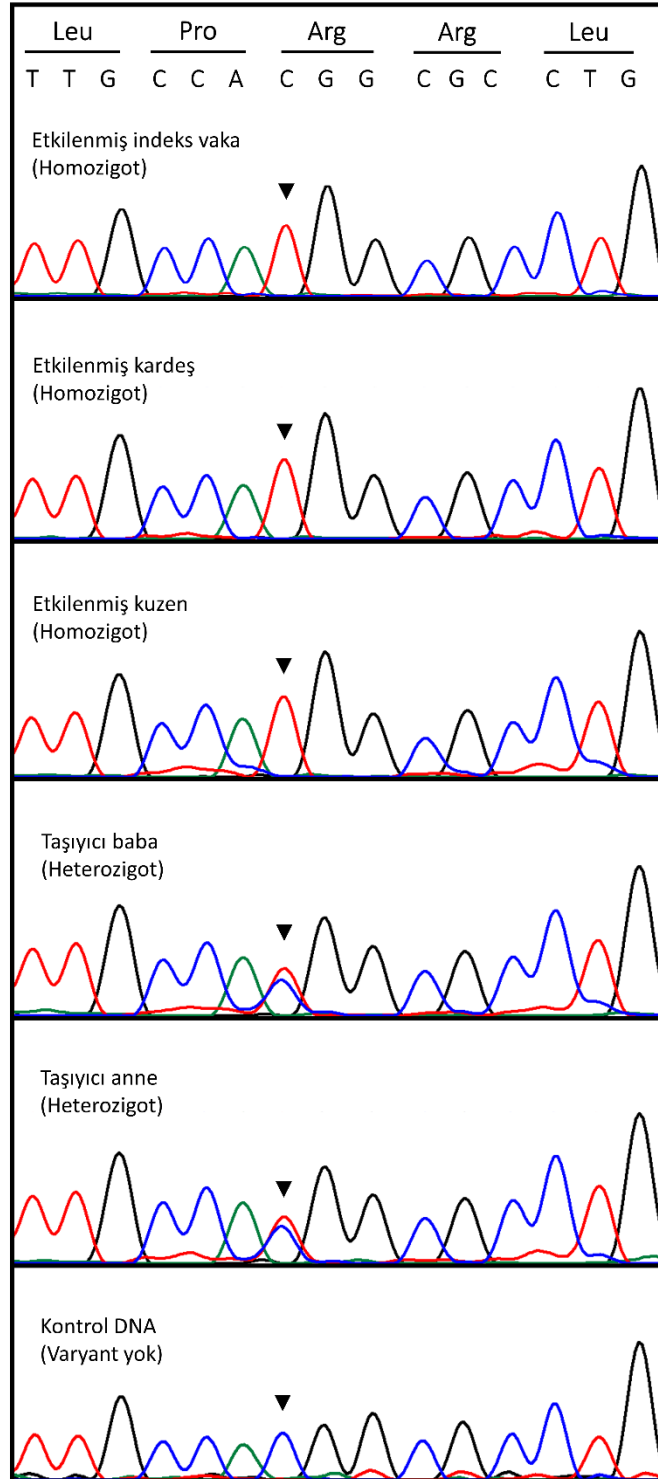 Leu Pro Arg Arg Leu
T T G C C A C G G C G C C T G
Etkilenmiş indeks vaka
(Homozigot)
Etkilenmiş kardeş
(Homozigot)
Etkilenmiş kuzen
(Homozigot)
Taşıyıcı baba
(Heterozigot)
Taşıyıcı anne
(Heterozigot)
Kontrol DNA
(Varyant yok)